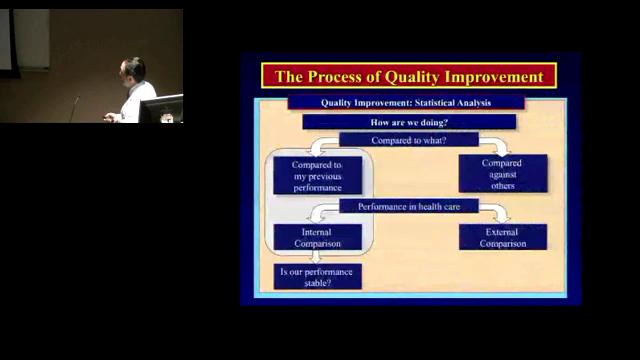 The Process of Quality Improvement
Quality Improvement: Statistical Analysis
How are we doing?
Compared to what?
Compared to
my previous
performance
Compared
against
others
Performance in health care
Internal
Comparison
External
Comparison
Is our performance
stable?